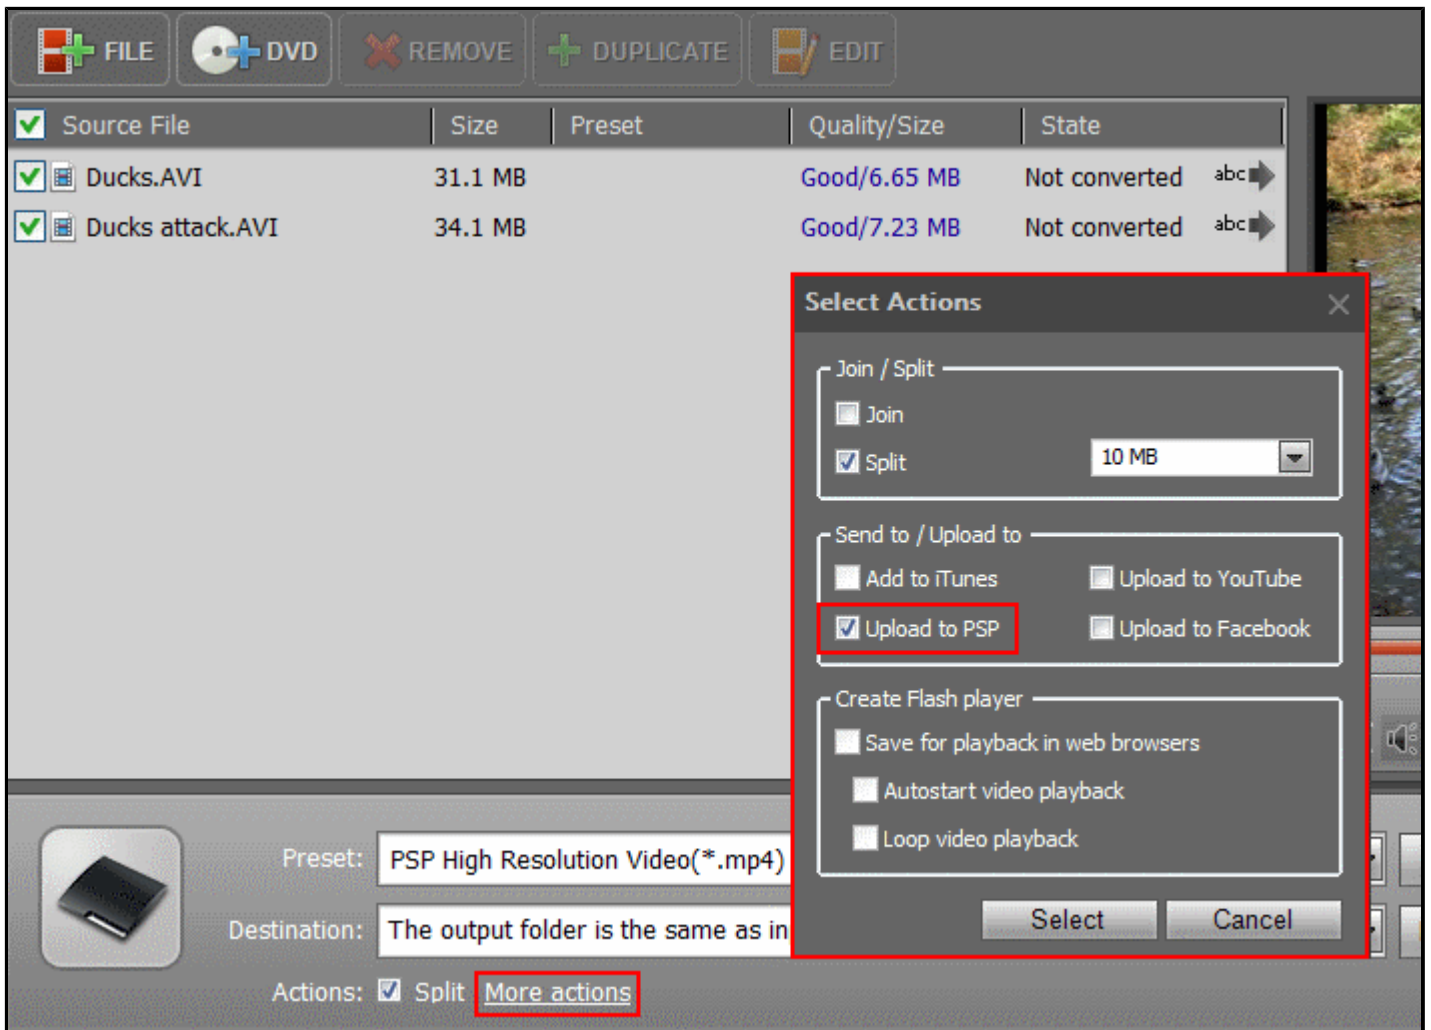 FILE DVD REMOVE DUPLICATE EDIT
Source File Size Preset Quality/Size State
Ducks.AVI 31.1 MB Good/6.65 MB Not converted abc
Ducks attack.AVI 34.1 MB Good/7.23 MB Not converted abc
Select Actions
Join / Split
Join
Split 10 MB
Send to / Upload to
Add to iTunes Upload to YouTube
Upload to PSP Upload to Facebook
Create Flash player
Save for playback in web browsers
Autostart video playback
Loop video playback
Select Cancel
Preset: PSP High Resolution Video(*.mp4)
Destination: The output folder is the same as in
Actions: Split More actions